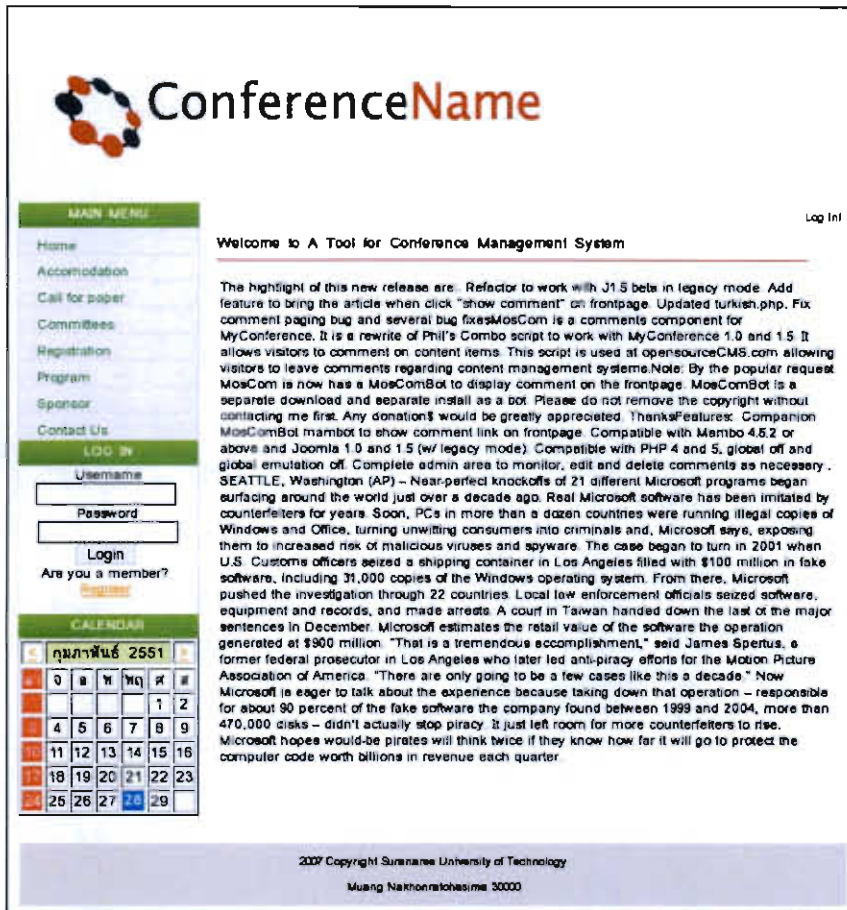 ConferenceName
MAIN MENU
Home
Accomodation
Call for paper
Committees
Registration
Program
Sponsor
Contact Us
LOG IN
Username
Password
Login
Are you a member?
Register
CALENDAR
< กุมภาพันธ์ 2551 >
อา จ อ พ พฤ ศ ส
1 2
3 4 5 6 7 8 9
10 11 12 13 14 15 16
17 18 19 20 21 22 23
24 25 26 27 28 29
Log In!
Welcome to A Tool for Conference Management System
The hightlight of this new release are.. Refactor to work with J1.5 beta in legacy mode. Add
feature to bring the article when click "show comment" on frontpage. Updated turkish.php. Fix
comment paging bug and several bug fixesMosCom is a comments component for
MyConference. It is a rewrite of Phil's Combo script to work with MyConference 1.0 and 1.5. It
allows visitors to comment on content items. This script is used at opensourceCMS.com allowing
visitors to leave comments regarding content management systems.Note: By the popular request
MosCom is now has a MosComBot to display comment on the frontpage. MosComBot is a
separate download and separate install as a bot. Please do not remove the copyright without
contacting me first. Any donation$ would be greatly appreciated. ThanksFeatures: Companion
MosComBot mambot to show comment link on frontpage. Compatible with Mambo 4.5.2 or
above and Joomla 1.0 and 1.5 (w/ legacy mode). Compatible with PHP 4 and 5, global off and
global emulation off. Complete admin area to monitor, edit and delete comments as necessary .
SEATTLE, Washington (AP) – Near-perfect knockoffs of 21 different Microsoft programs began
surfacing around the world just over a decade ago. Real Microsoft software has been imitated by
counterfeiters for years. Soon, PCs in more than a dozen countries were running illegal copies of
Windows and Office, turning unwitting consumers into criminals and, Microsoft says, exposing
them to increased risk of malicious viruses and spyware. The case began to turn in 2001 when
U.S. Customs officers seized a shipping container in Los Angeles filled with $100 million in fake
software, including 31,000 copies of the Windows operating system. From there, Microsoft
pushed the investigation through 22 countries. Local law enforcement officials seized software,
equipment and records, and made arrests. A court in Taiwan handed down the last of the major
sentences in December. Microsoft estimates the retail value of the software the operation
generated at $900 million. "That is a tremendous accomplishment," said James Spertus, a
former federal prosecutor in Los Angeles who later led anti-piracy efforts for the Motion Picture
Association of America. "There are only going to be a few cases like this a decade." Now
Microsoft is eager to talk about the experience because taking down that operation – responsible
for about 90 percent of the fake software the company found between 1999 and 2004, more than
470,000 disks – didn't actually stop piracy. It just left room for more counterfeiters to rise.
Microsoft hopes would-be pirates will think twice if they know how far it will go to protect the
computer code worth billions in revenue each quarter.
2007 Copyright Suranaree University of Technology
Muang Nakhonratchasima 30000